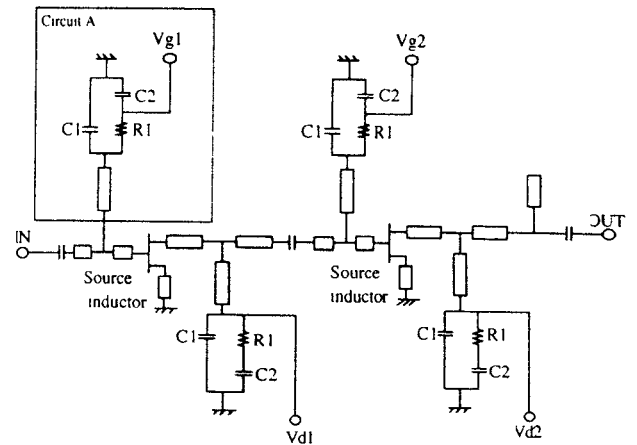 Circuit A
Vg1
C2
C1
R1
Vg2
C2
C1
R1
IN
OUT
Source
inductor
Source
inductor
C1
R1
C2
Vd1
C1
R1
C2
Vd2